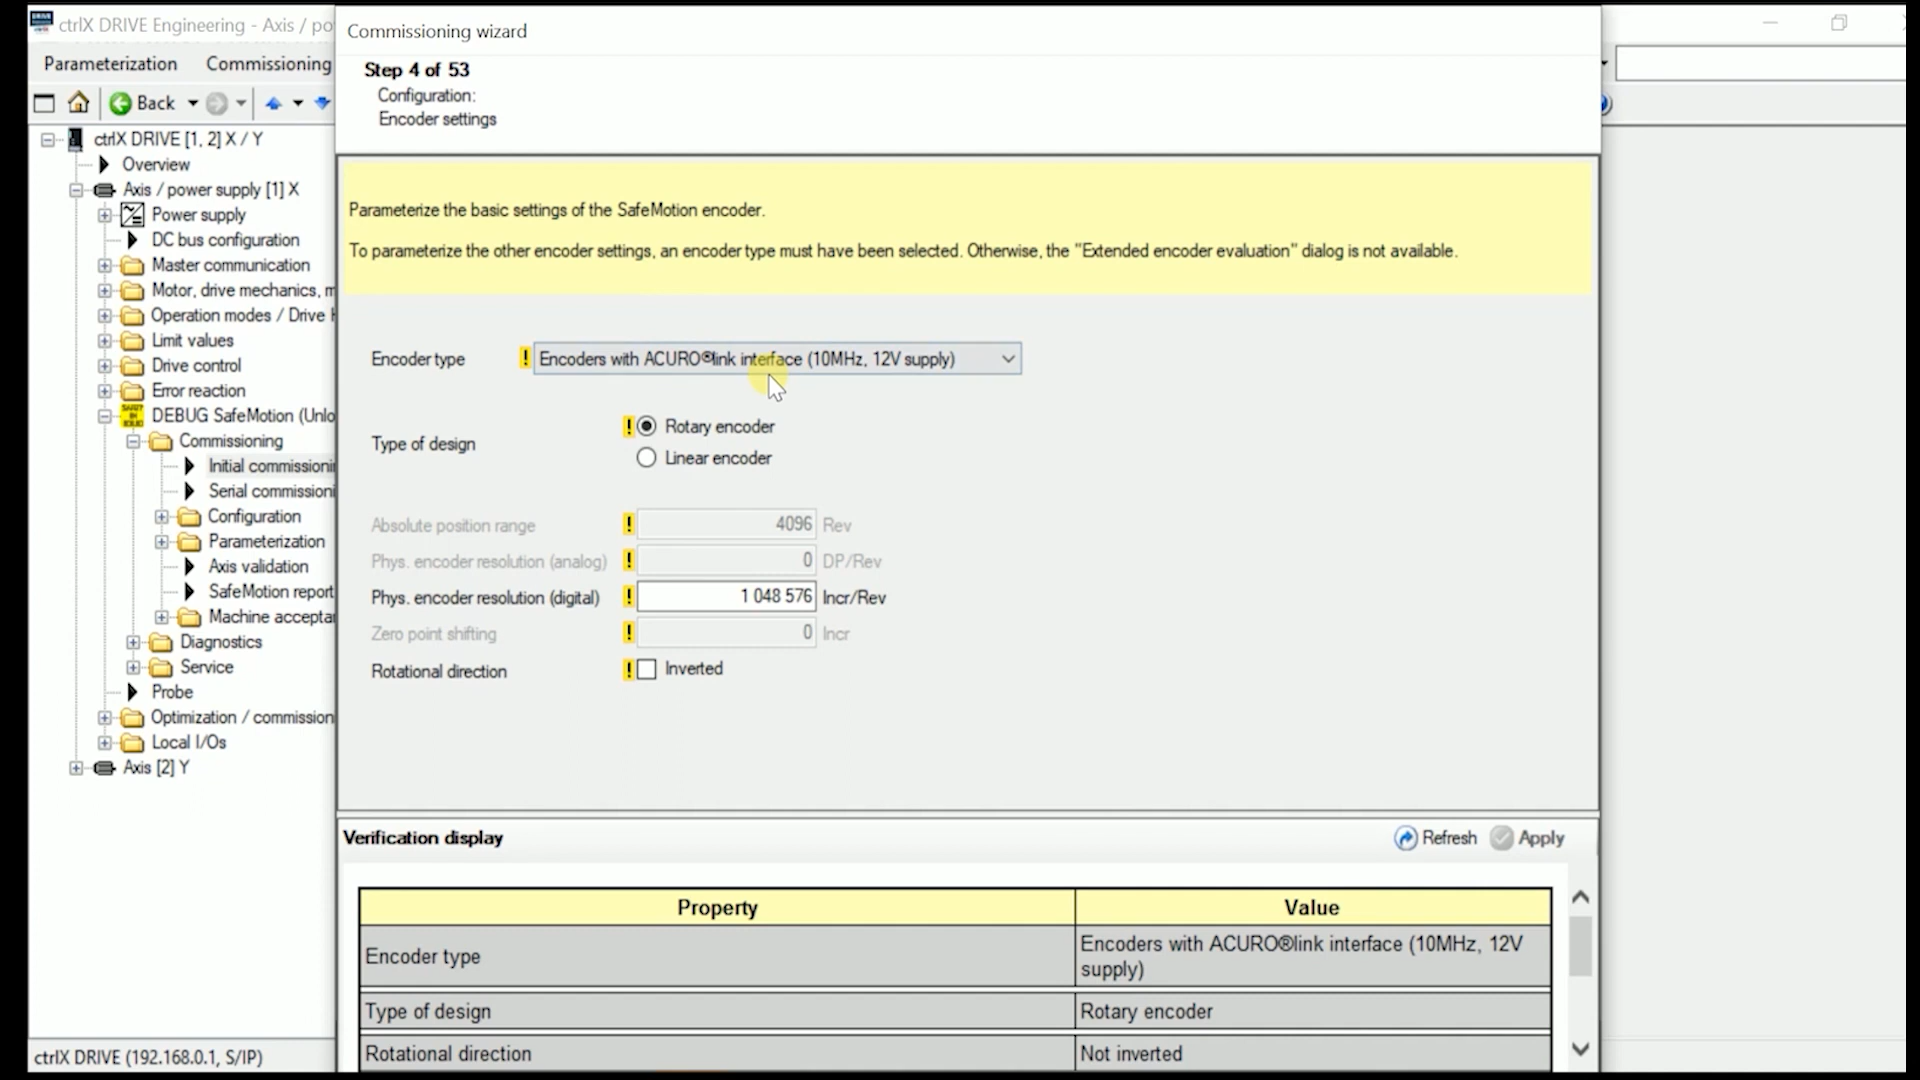 ctrlX DRIVE Engineering - Axis / po
Commissioning wizard
Parameterization Commissioning
Step 4 of 53
Configuration:
Encoder settings
Back
ctrlX DRIVE [1, 2] X / Y
Overview
Axis / power supply [1] X
Power supply
DC bus configuration
Master communication
Motor, drive mechanics, m
Operation modes / Drive
Limit values
Drive control
Error reaction
DEBUG SafeMotion (Unlo
Commissioning
Initial commissioni
Serial commissioni
Configuration
Parameterization
Axis validation
SafeMotion report
Machine accepta
Diagnostics
Service
Probe
Optimization / commission
Local I/Os
Axis [2] Y
ctrlX DRIVE (192.168.0.1, S/IP)
Parameterize the basic settings of the SafeMotion encoder.
To parameterize the other encoder settings, an encoder type must have been selected. Otherwise, the "Extended encoder evaluation" dialog is not available.
Encoder type ! Encoders with ACURO®link interface (10MHz, 12V supply)
Type of design ! Rotary encoder
Linear encoder
Absolute position range ! 4096 Rev
Phys. encoder resolution (analog) ! 0 DP/Rev
Phys. encoder resolution (digital) ! 1 048 576 Incr/Rev
Zero point shifting ! 0 Incr
Rotational direction ! Inverted
Verification display Refresh Apply
Property Value
Encoder type Encoders with ACURO®link interface (10MHz, 12V
supply)
Type of design Rotary encoder
Rotational direction Not inverted